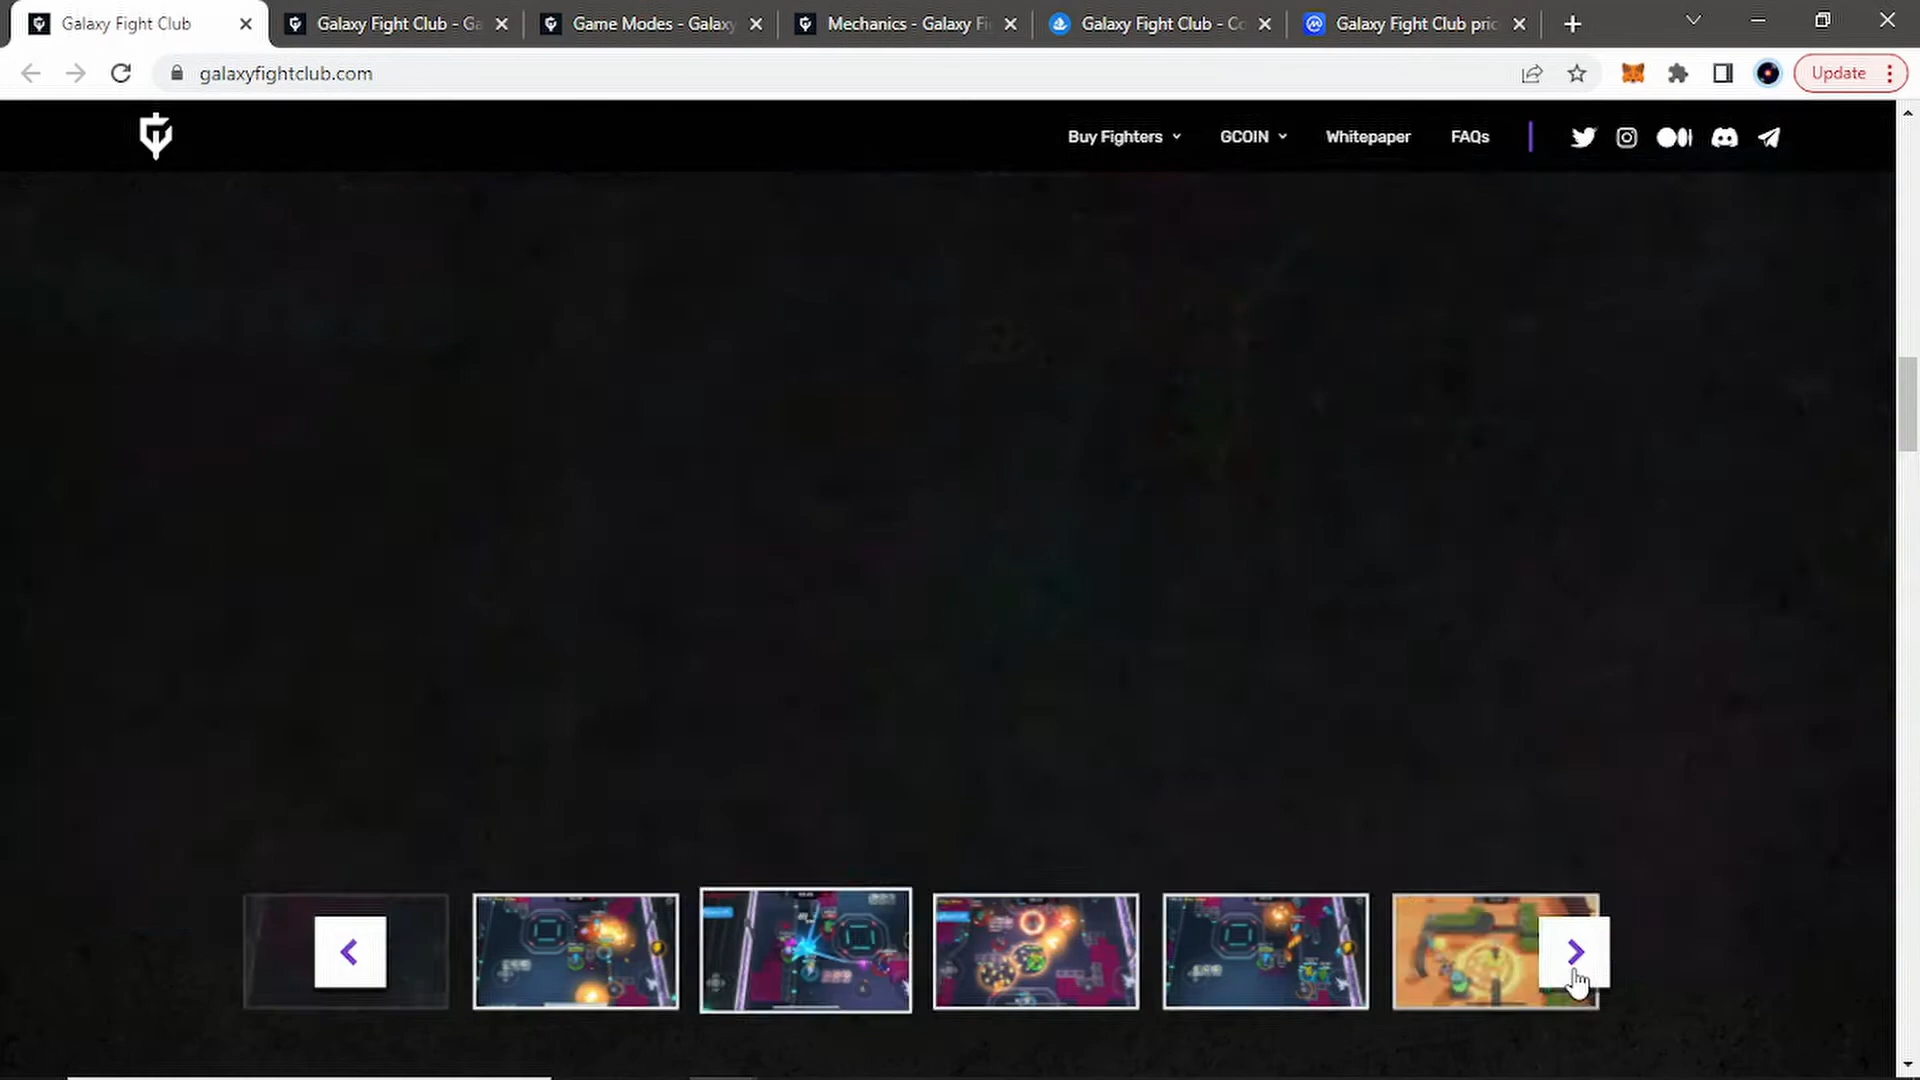 Galaxy Fight Club
Galaxy Fight Club - Ga
Game Modes - Galaxy
Mechanics - Galaxy Fi
Galaxy Fight Club - Co
Galaxy Fight Club pric
galaxyfightclub.com
Update
Buy Fighters
GCOIN
Whitepaper
FAQs